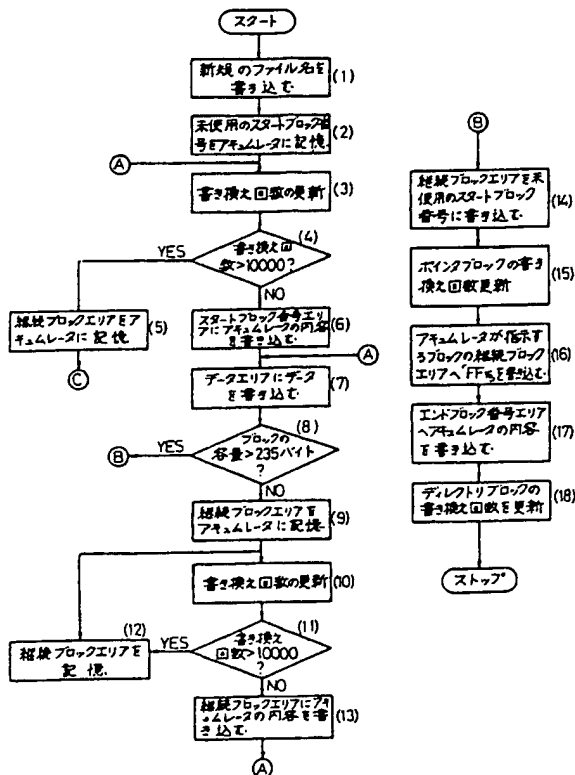 スタート
新規のファイル名を
書き込む.
(1)
未使用のスタートブロック番
号をアキュムレータに記憶.
(2)
A
書き換え回数の更新
(3)
(4)
書き換え回
数>10000?
YES
NO
継続ブロックエリアをア
キュムレータに記憶
(5)
C
スタートブロック番号エリ
アにアキュムレータの内容
を書き込む.
(6)
A
データエリアにデータ
を書き込む.
(7)
(8)
ブロックの
容量>235バイト
?
YES
B
NO
継続ブロックエリアを
アキュムレータに記憶.
(9)
書き換え回数の更新
(10)
(11)
書き換え
回数>10000
?
YES
(12)
継続ブロックエリアを
記憶.
NO
継続ブロックエリアにアキ
ュムレータの内容を書き
込む.
(13)
A
B
継続ブロックエリアを未
使用のスタートブロック
番号に書き込む.
(14)
ポインタブロックの書き
換え回数更新
(15)
アキュムレータが指示す
るブロックの継続ブロック
エリアへ「FF」を書き込む.
(16)
エンドブロック番号エリア
へアキュムレータの内容
を書き込む.
(17)
ディレクトリブロックの
書き換え回数を更新
(18)
ストップ